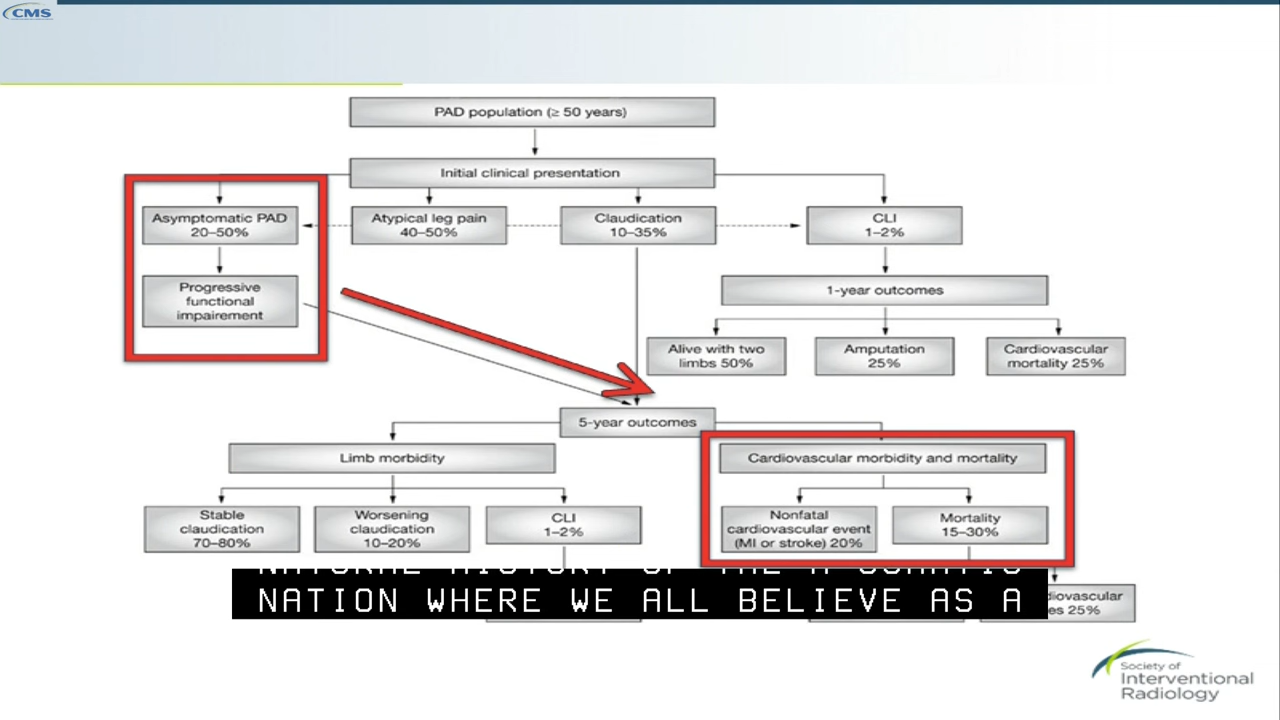 CMS
PAD population (≥ 50 years)
Initial clinical presentation
Asymptomatic PAD
20–50%
Atypical leg pain
40–50%
Claudication
10–35%
CLI
1–2%
Progressive
functional
impairment
1-year outcomes
Alive with two
limbs 50%
Amputation
25%
Cardiovascular
mortality 25%
5-year outcomes
Limb morbidity
Cardiovascular morbidity and mortality
Stable
claudication
70–80%
Worsening
claudication
10–20%
CLI
1–2%
Nonfatal
cardiovascular event
(MI or stroke) 20%
Mortality
15–30%
NATION WHERE WE ALL BELIEVE AS A
25%
Society of
Interventional
Radiology